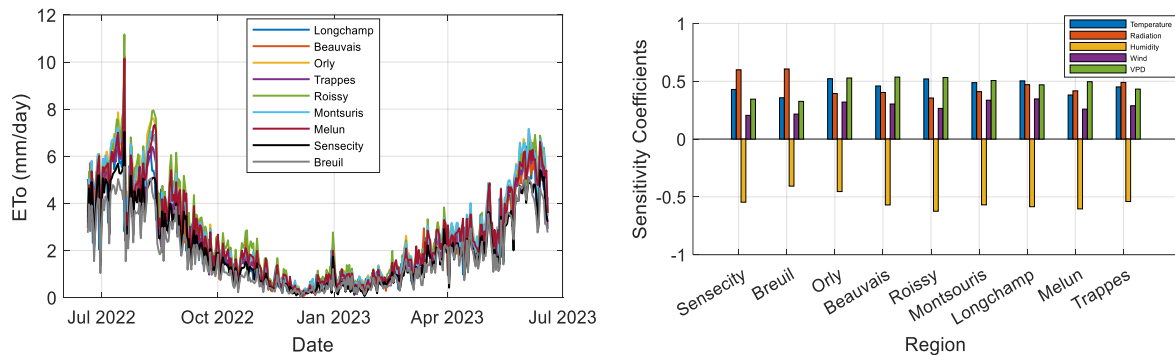 12
10
8
6
4
2
0
ETo (mm/day)
Longchamp
Beauvais
Orly
Trappes
Roissy
Montsuris
Melun
Sensecity
Breuil
Jul 2022
Oct 2022
Jan 2023
Apr 2023
Jul 2023
Date
1
0.5
0
-0.5
-1
Sensitivity Coefficients
Temperature
Radiation
Humidity
Wind
VPD
Sensecity
Breuil
Orly
Beauvais
Roissy
Montsouris
Longchamp
Melun
Trappes
Region